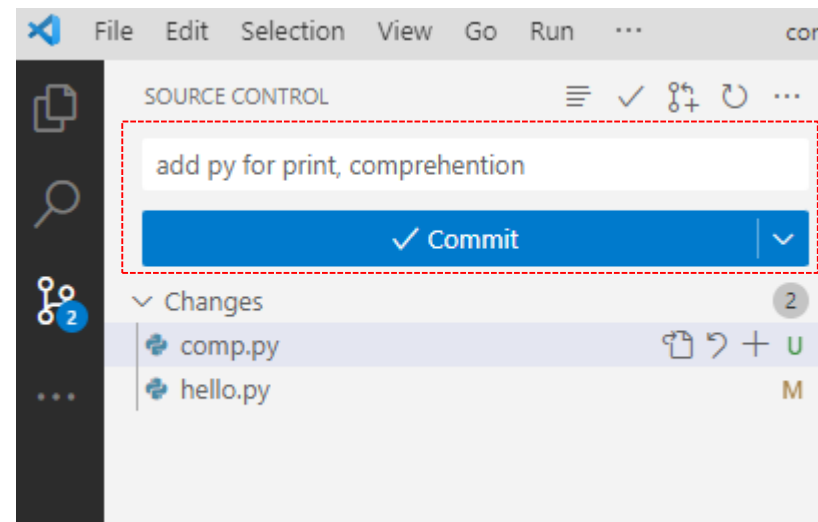 File Edit Selection View Go Run ··· cor
SOURCE CONTROL ···
add py for print, comprehention
Commit
2
Changes 2
comp.py U
···
hello.py M